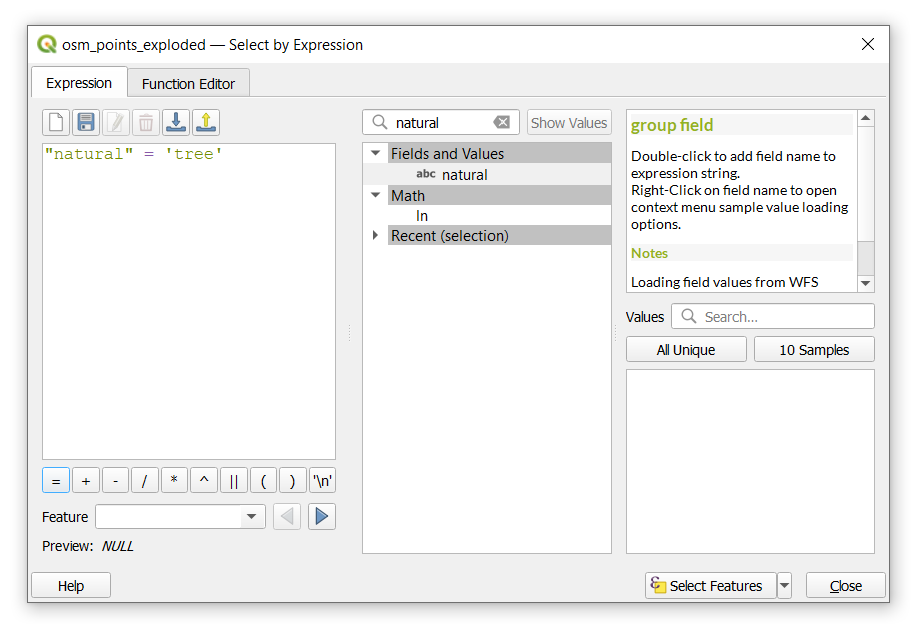 osm_points_exploded — Select by Expression
Expression
Function Editor
"natural" = 'tree'
= + - / * ^ || ( ) '\n'
Feature
Preview: NULL
natural
Show Values
Fields and Values
abc natural
Math
ln
Recent (selection)
group field
Double-click to add field name to
expression string.
Right-Click on field name to open
context menu sample value loading
options.
Notes
Loading field values from WFS
Values
Search...
All Unique
10 Samples
Help
Select Features
Close